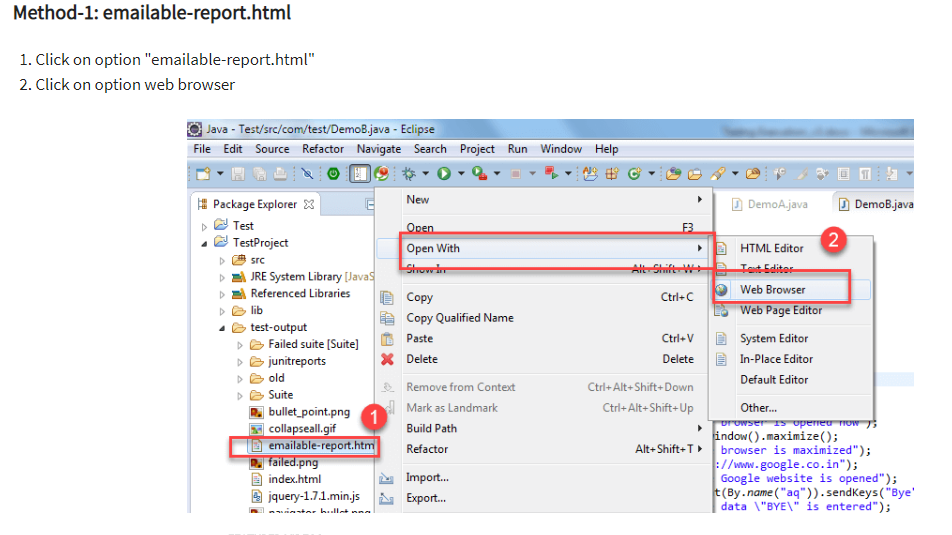 Method-1: emailable-report.html
1. Click on option "emailable-report.html"
2. Click on option web browser
Java - Test/src/com/test/DemoB.java - Eclipse
File Edit Source Refactor Navigate Search Project Run Window Help
Package Explorer
DemoA.java
DemoB.java
Test
TestProject
src
JRE System Library [JavaS
Referenced Libraries
lib
test-output
Failed suite [Suite]
junitreports
old
Suite
bullet_point.png
collapseall.gif
emailable-report.htm
failed.png
index.html
jquery-1.7.1.min.js
navigator-bullet.png
1
New
Open F3
Open With
Show In Alt+Shift+W
Copy Ctrl+C
Copy Qualified Name
Paste Ctrl+V
Delete Delete
Remove from Context Ctrl+Alt+Shift+Down
Mark as Landmark Ctrl+Alt+Shift+Up
Build Path
Refactor Alt+Shift+T
Import...
Export...
2
HTML Editor
Text Editor
Web Browser
Web Page Editor
System Editor
In-Place Editor
Default Editor
Other...
browser is opened now");
indow().maximize();
browser is maximized");
://www.google.co.in");
Google website is opened");
t(By.name("aq")).sendKeys("Bye"
data \"BYE\" is entered");